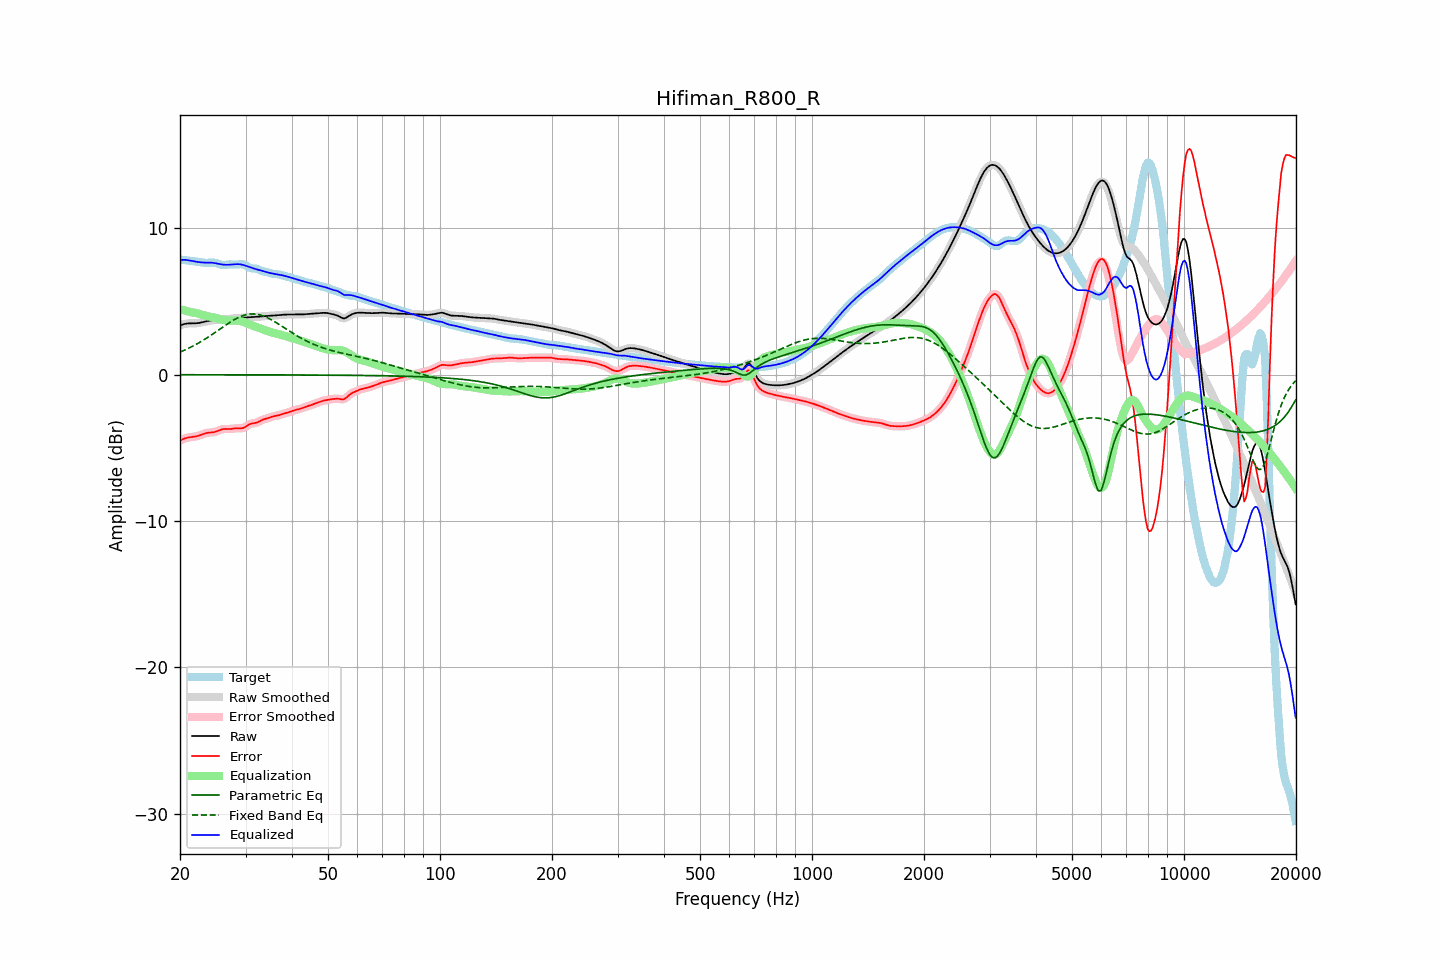 Hifiman_R800_R
Amplitude (dBr)
10
0
−10
−20
−30
Target
Raw Smoothed
Error Smoothed
Raw
Error
Equalization
Parametric Eq
Fixed Band Eq
Equalized
20
50
100
200
500
1000
2000
5000
10000
20000
Frequency (Hz)